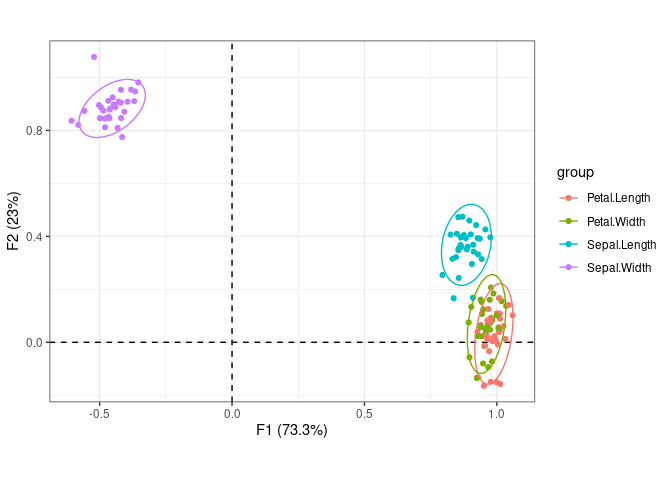 0.8
0.4
0.0
F2 (23%)
-0.5
0.0
0.5
1.0
F1 (73.3%)
group
Petal.Length
Petal.Width
Sepal.Length
Sepal.Width